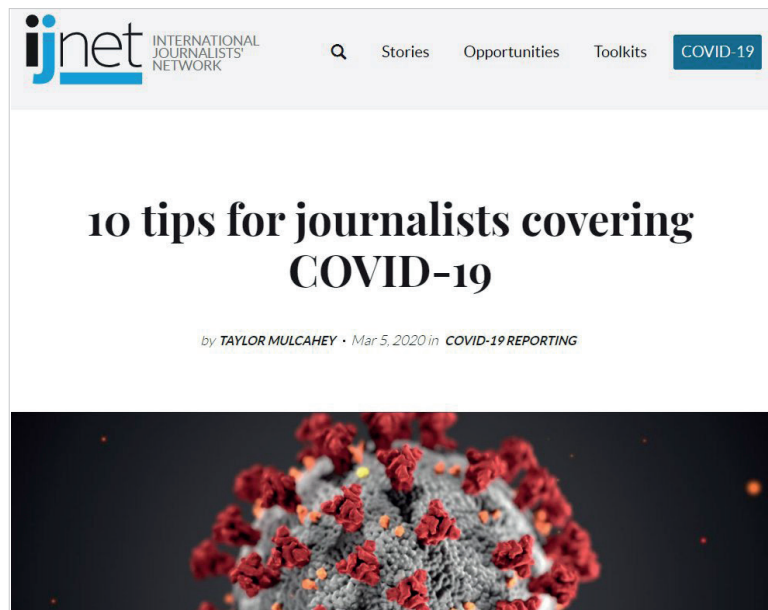 ijnet INTERNATIONAL
JOURNALISTS'
NETWORK
Stories Opportunities Toolkits COVID-19
10 tips for journalists covering
COVID-19
by TAYLOR MULCAHEY • Mar 5, 2020 in COVID-19 REPORTING